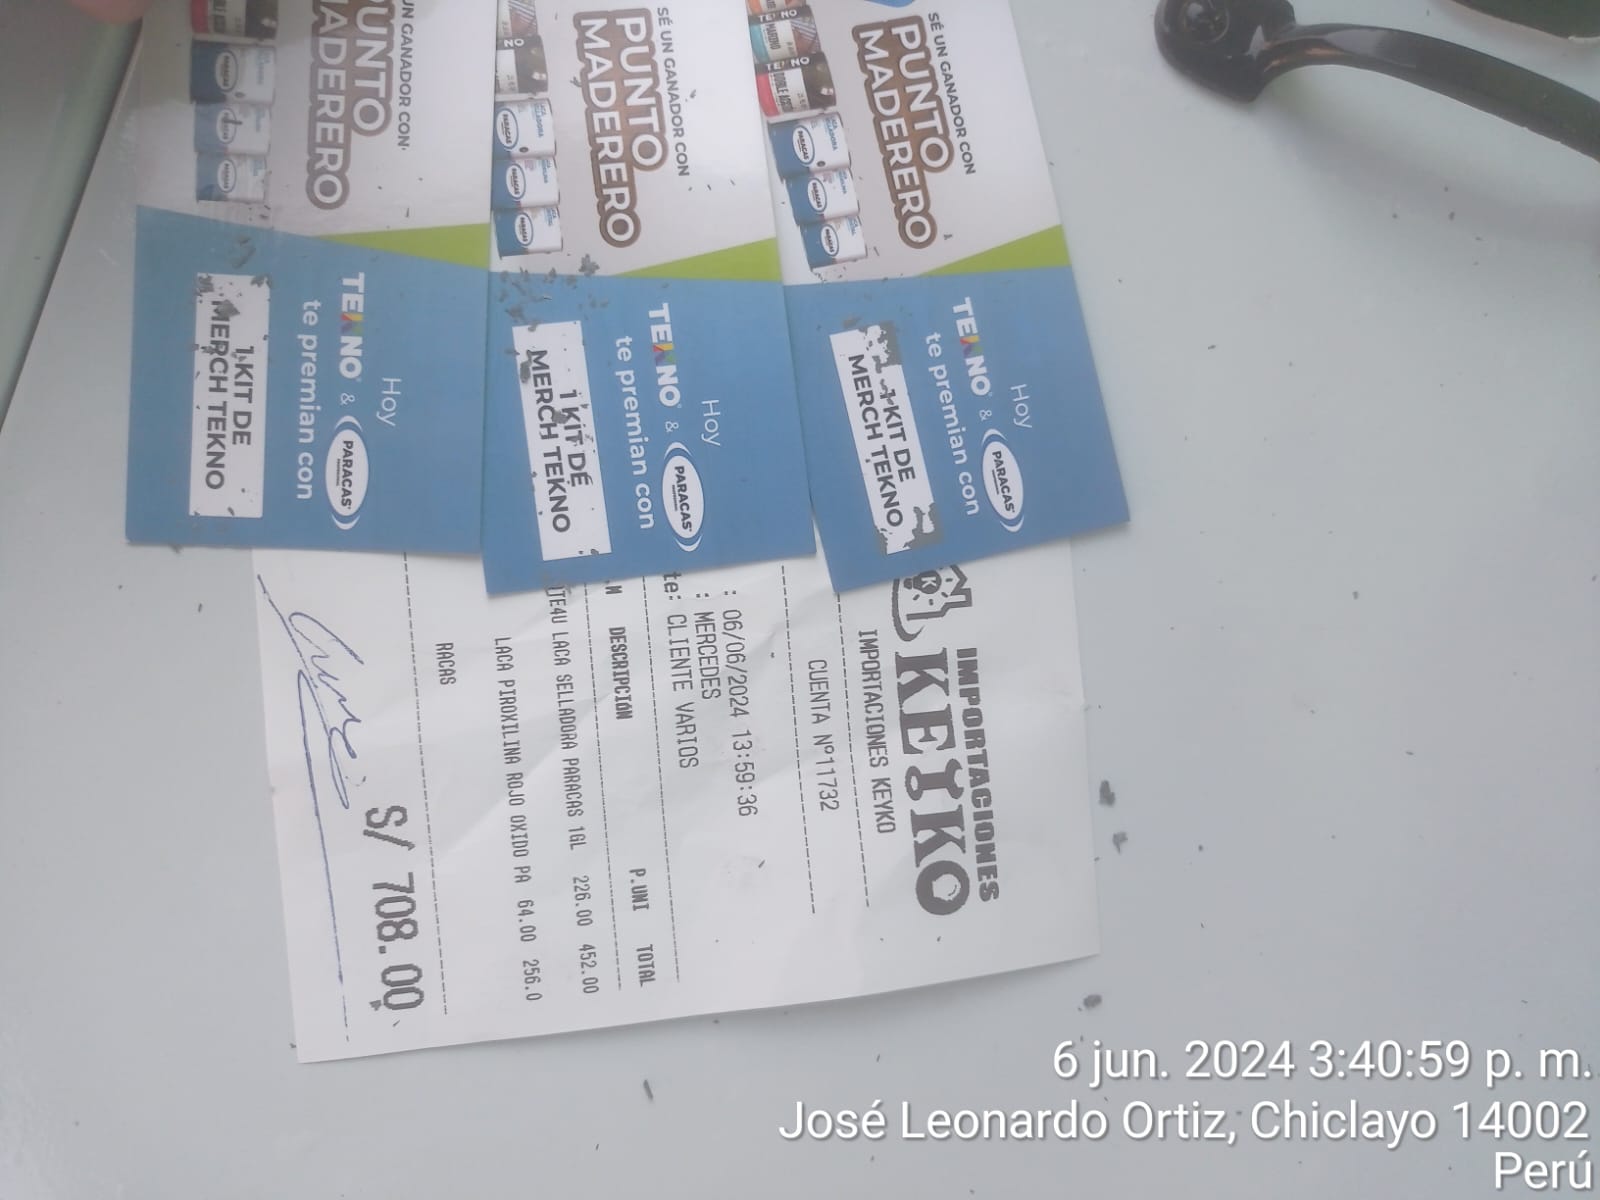 UN GANADOR CON:
PUNTO
MADERERO
Hoy
TEKNO & PARACAS
te premian con
1 KIT DE
MERCH TEKNO
SÉ UN GANADOR CON
PUNTO
MADERERO
Hoy
TEKNO & PARACAS
te premian con
1 KIT DE
MERCH TEKNO
SÉ UN GANADOR CON
PUNTO
MADERERO
Hoy
TEKNO & PARACAS
te premian con
1 KIT DE
MERCH TEKNO
IMPORTACIONES
KEYKO
IMPORTACIONES KEYKO
CUENTA Nº11732
: 06/06/2024 13:59:36
: MERCEDES
te: CLIENTE VARIOS
.M DESCRIPCIóN P.UNI TOTAL
LACA SELLADORA PARACAS 1GL 226.00 452.00
LACA PIROXILINA ROJO OXIDO PA 64.00 256.0
RACAS
S/ 708.00
6 jun. 2024 3:40:59 p. m.
José Leonardo Ortiz, Chiclayo 14002
Perú